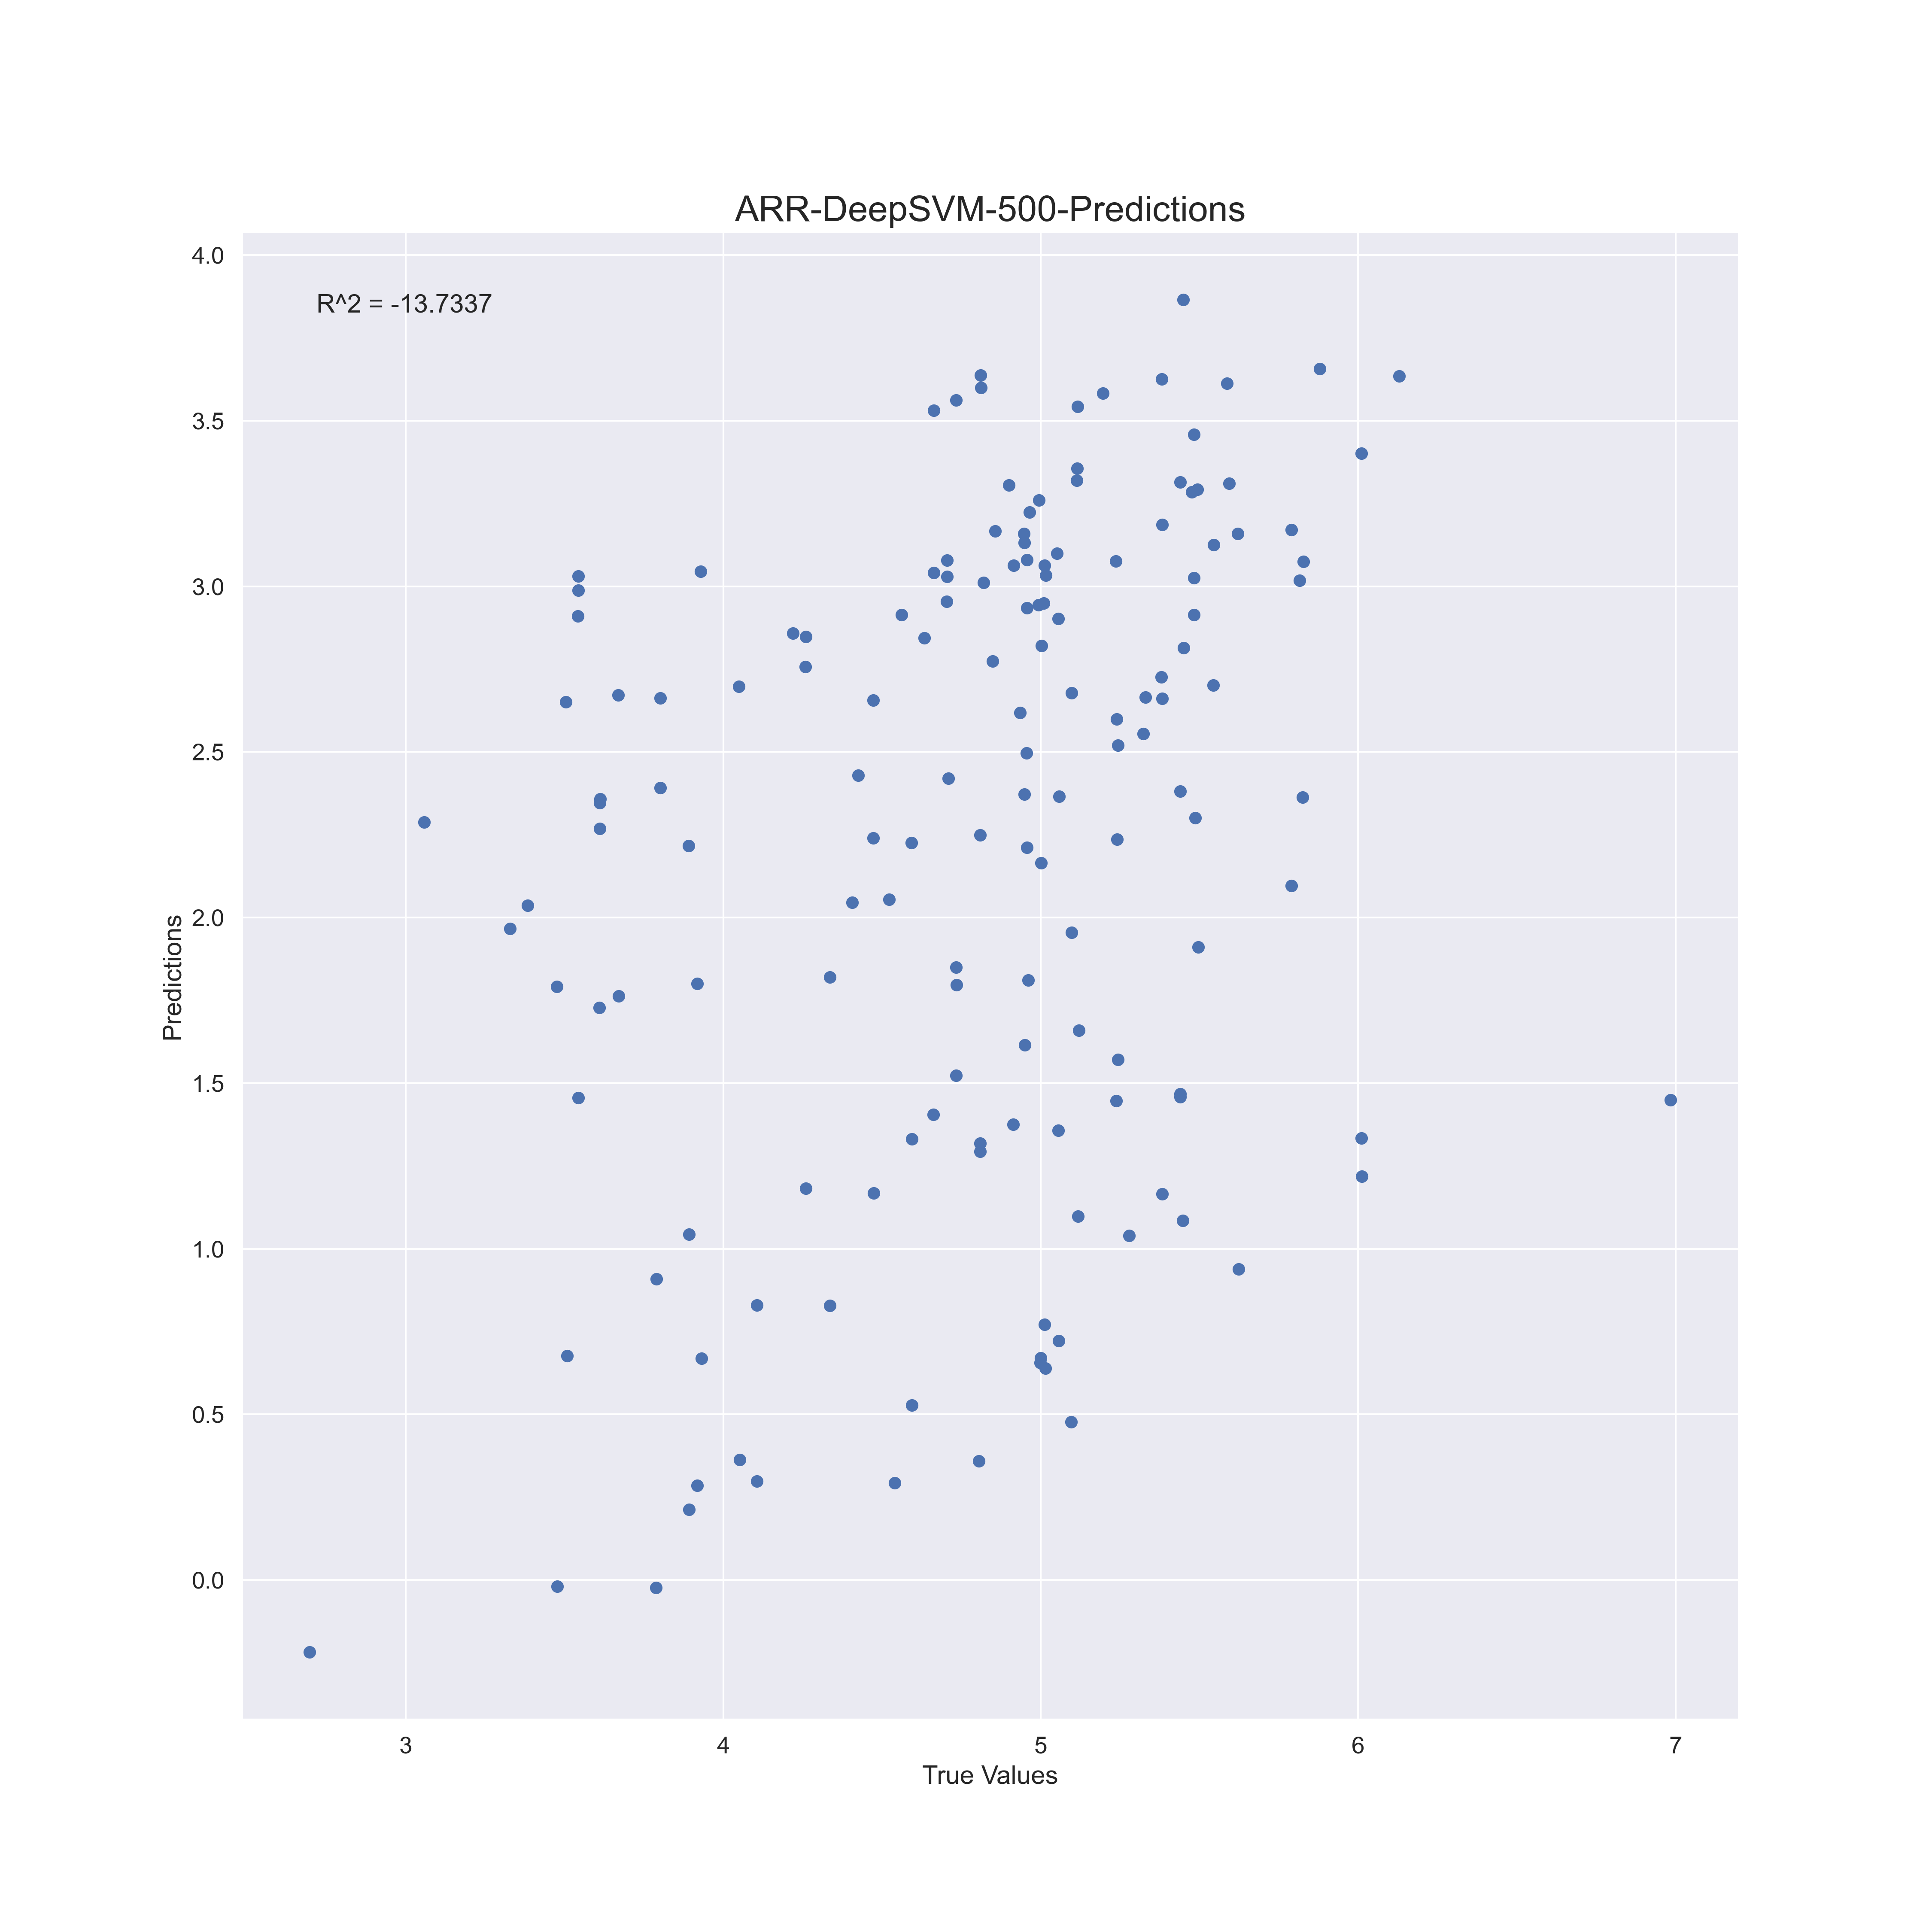 ARR-DeepSVM-500-Predictions
R^2 = -13.7337
4.0
3.5
3.0
2.5
2.0
1.5
1.0
0.5
0.0
Predictions
3 4 5 6 7
True Values